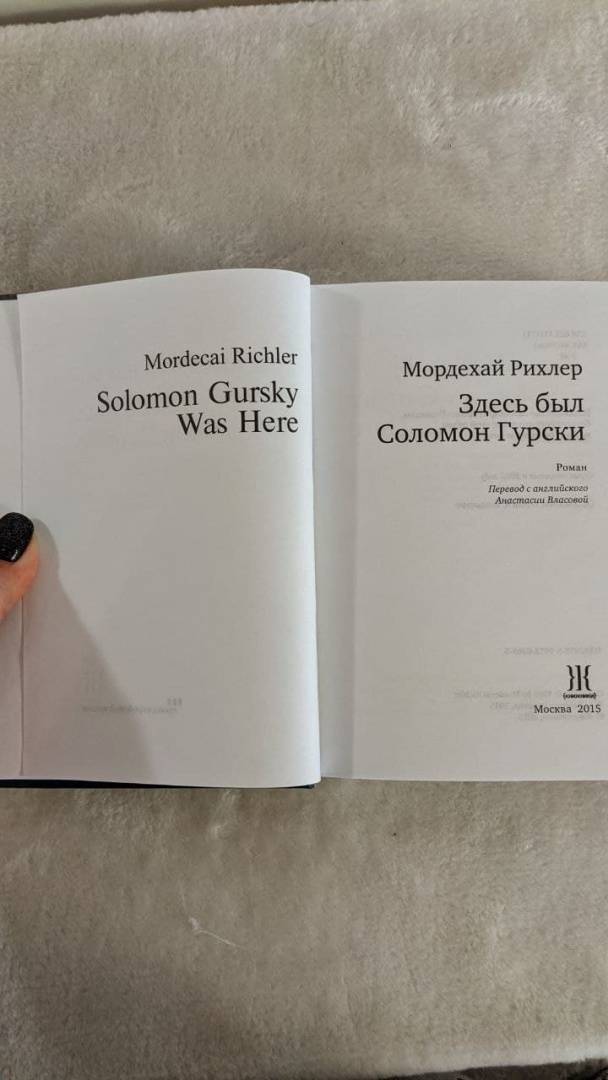 Mordecai Richler
Solomon Gursky
Was Here
Мордехай Рихлер
Здесь был
Соломон Гурски
Роман
Перевод с английского
Анастасии Власовой
Москва 2015